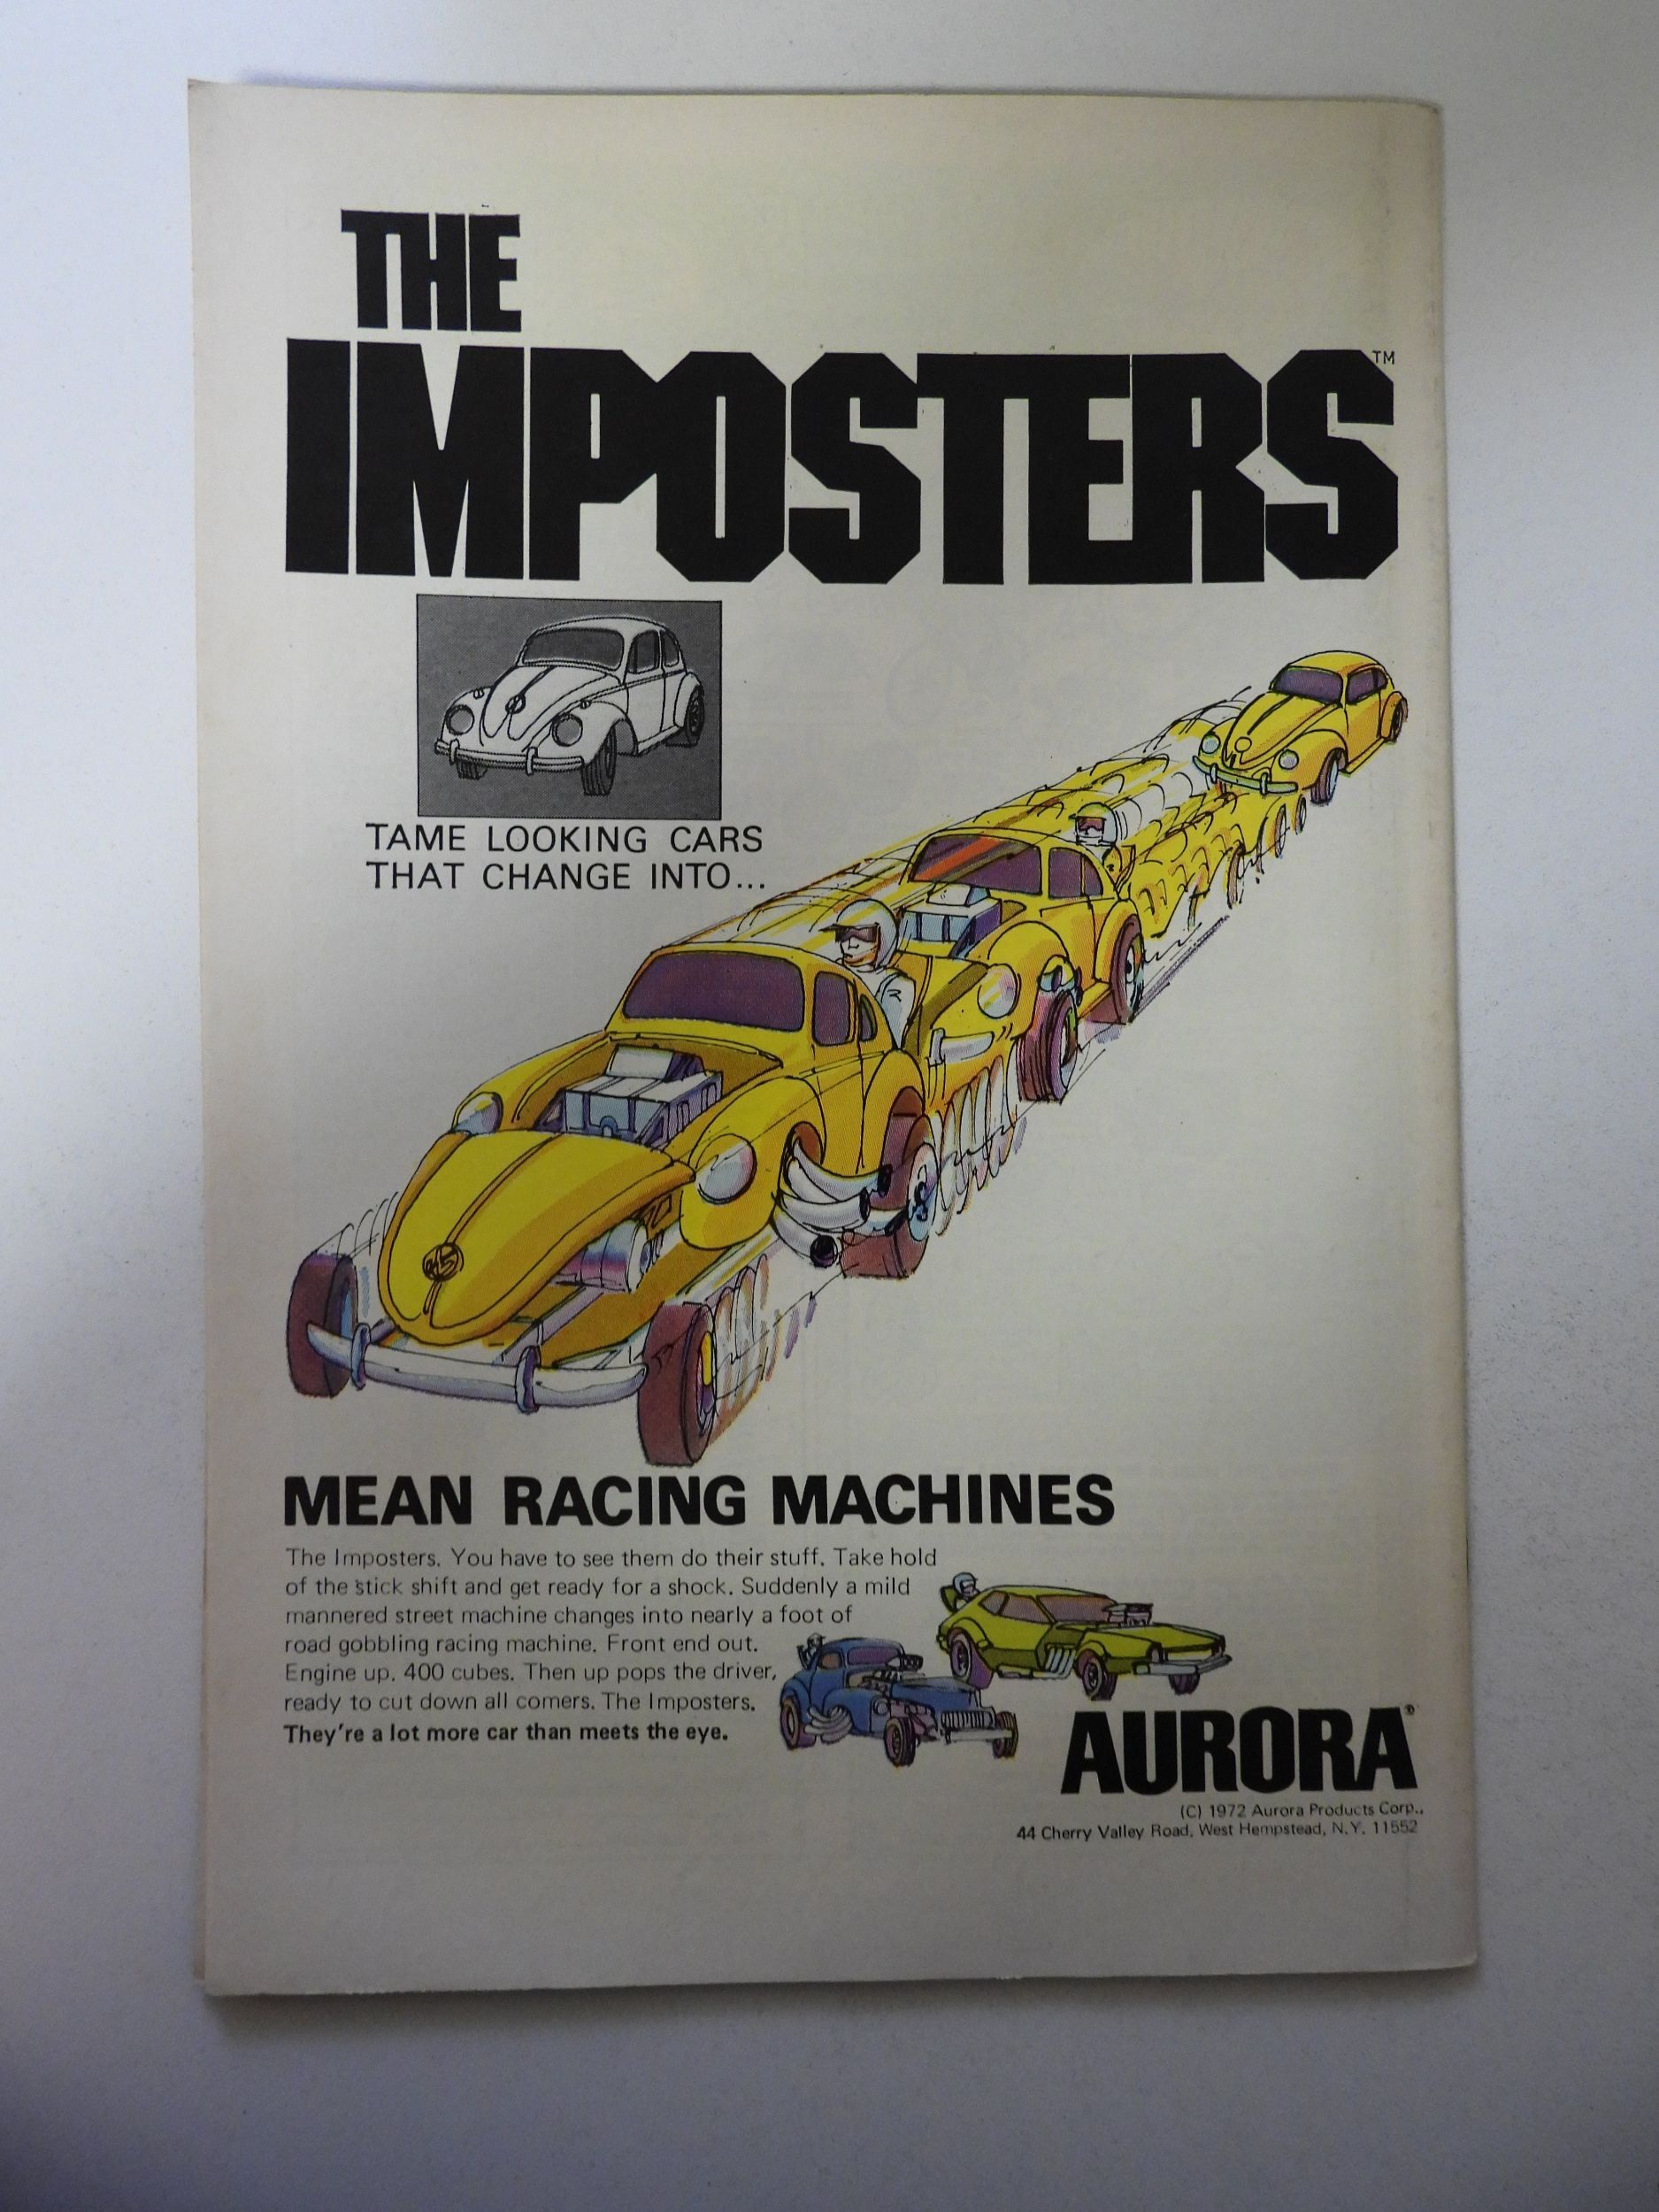 THE
IMPOSTERS™
TAME LOOKING CARS
THAT CHANGE INTO...
MEAN RACING MACHINES
The Imposters. You have to see them do their stuff. Take hold
of the stick shift and get ready for a shock. Suddenly a mild
mannered street machine changes into nearly a foot of
road gobbling racing machine. Front end out.
Engine up. 400 cubes. Then up pops the driver,
ready to cut down all comers. The Imposters.
They're a lot more car than meets the eye.
AURORA®
(C) 1972 Aurora Products Corp.,
44 Cherry Valley Road, West Hempstead, N.Y. 11552